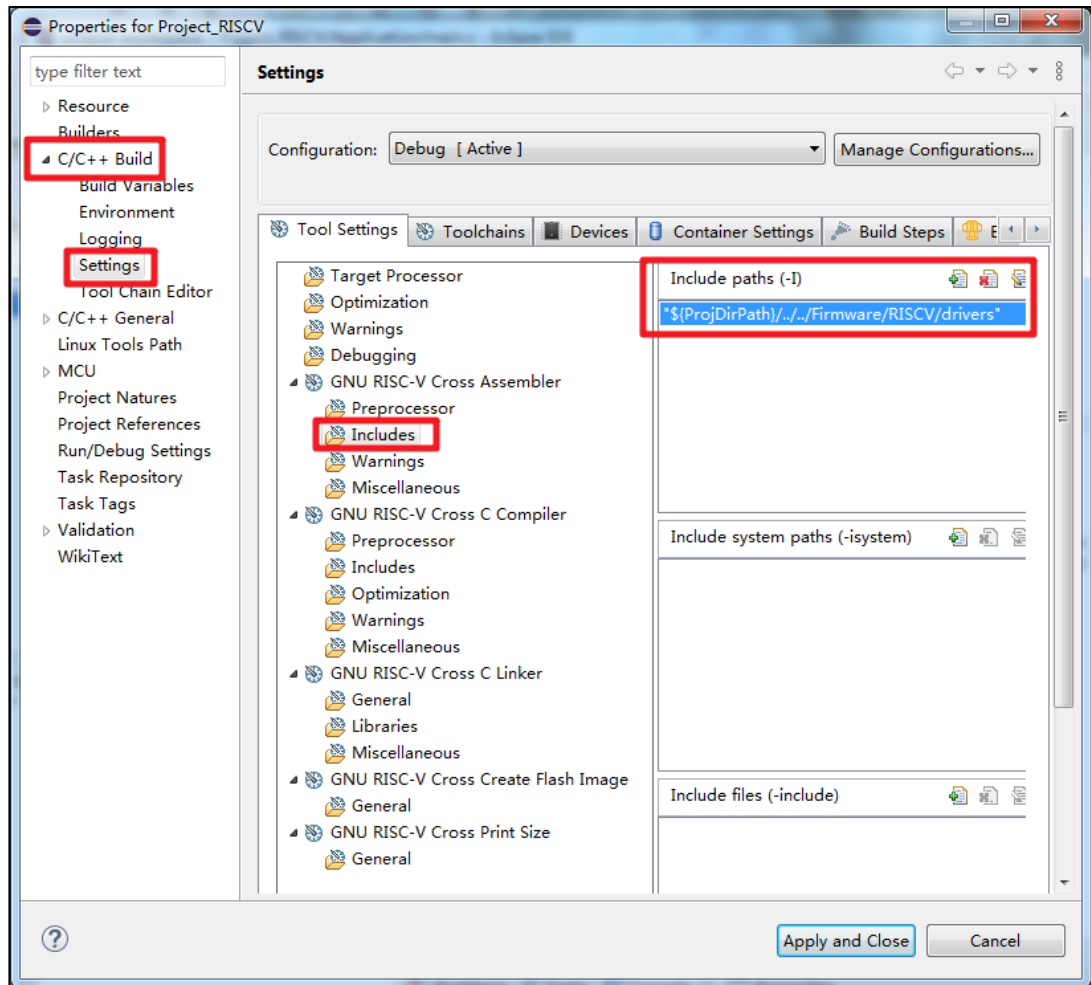 Properties for Project_RISCV
type filter text
Resource
Builders
C/C++ Build
Build Variables
Environment
Logging
Settings
Tool Chain Editor
C/C++ General
Linux Tools Path
MCU
Project Natures
Project References
Run/Debug Settings
Task Repository
Task Tags
Validation
WikiText
Settings
Configuration:
Debug [ Active ]
Manage Configurations...
Tool Settings
Toolchains
Devices
Container Settings
Build Steps
Target Processor
Optimization
Warnings
Debugging
GNU RISC-V Cross Assembler
Preprocessor
Includes
Warnings
Miscellaneous
GNU RISC-V Cross C Compiler
Preprocessor
Includes
Optimization
Warnings
Miscellaneous
GNU RISC-V Cross C Linker
General
Libraries
Miscellaneous
GNU RISC-V Cross Create Flash Image
General
GNU RISC-V Cross Print Size
General
Include paths (-I)
"${ProjDirPath}/../../Firmware/RISCV/drivers"
Include system paths (-isystem)
Include files (-include)
Apply and Close
Cancel